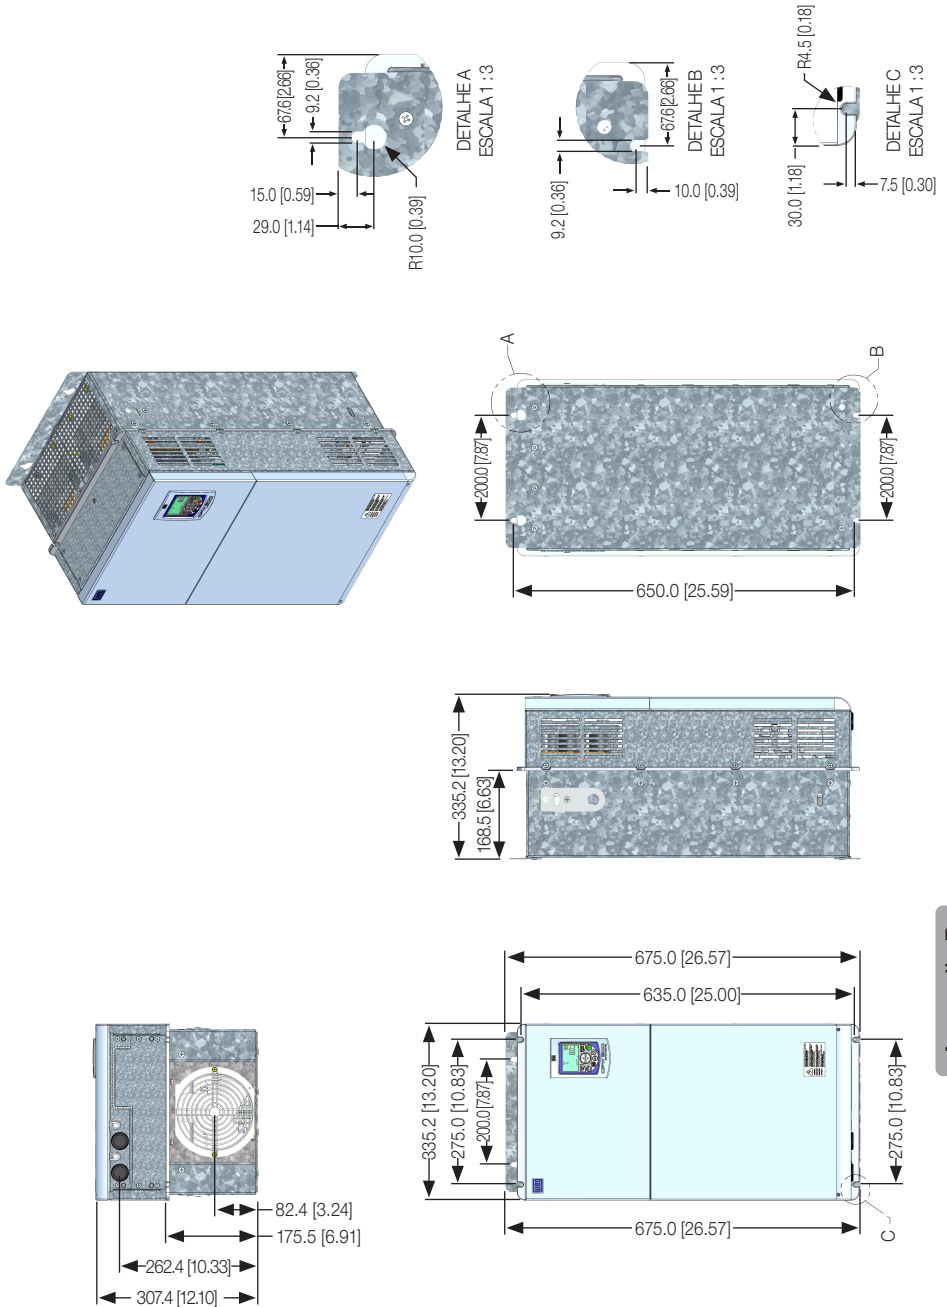 67.6[2.66]
9.2 [0.36]
15.0 [0.59]
29.0 [1.14]
R10.0 [0.39]
DETALHE A
ESCALA 1 : 3
67.6[2.66]
9.2 [0.36]
10.0 [0.39]
DETALHE B
ESCALA 1 : 3
R4.5 [0.18]
30.0 [1.18]
7.5 [0.30]
DETALHE C
ESCALA 1 : 3
A
B
200.0 [7.87]
200.0 [7.87]
650.0 [25.59]
335.2 [13.20]
168.5 [6.63]
675.0 [26.57]
635.0 [25.00]
335.2 [13.20]
275.0 [10.83]
200.0 [7.87]
275.0 [10.83]
675.0 [26.57]
C
82.4 [3.24]
175.5 [6.91]
262.4 [10.33]
307.4 [12.10]